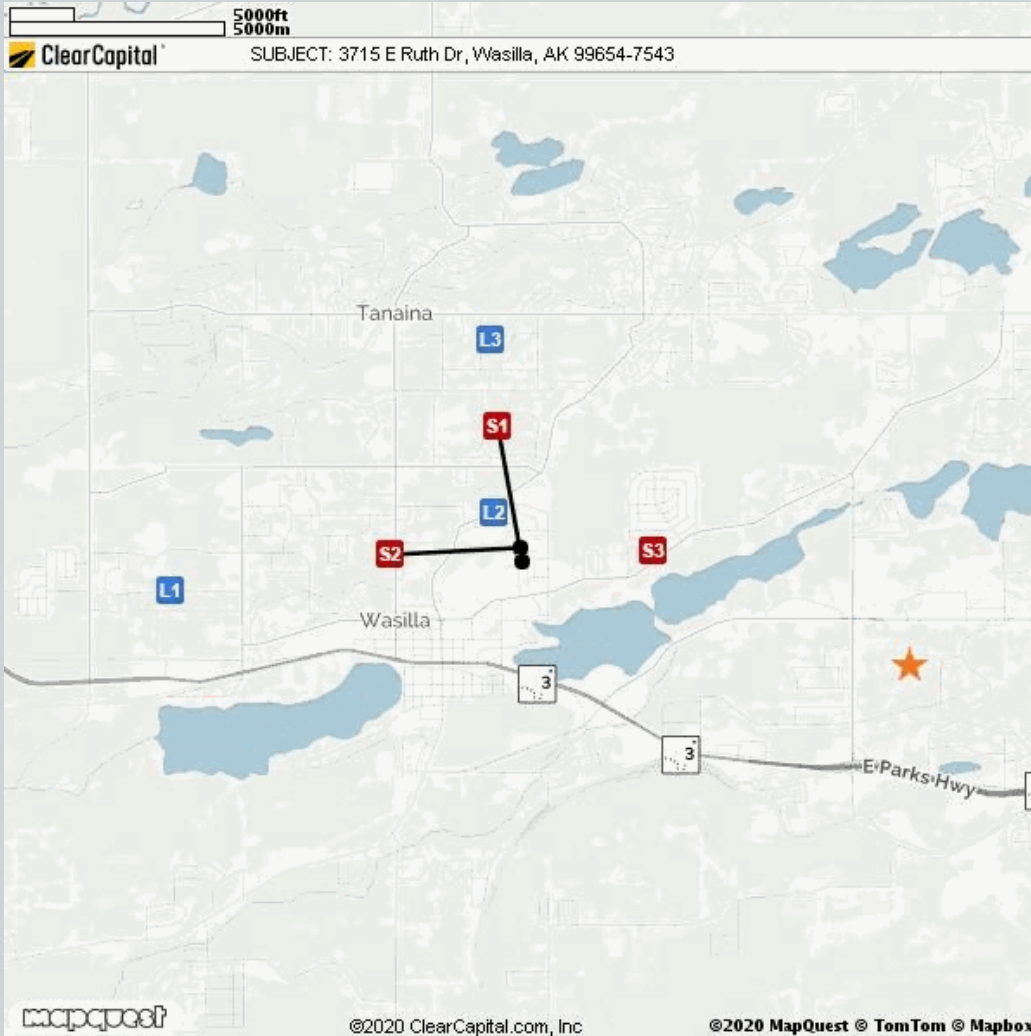 5000ft
5000m
ClearCapital
SUBJECT: 3715 E Ruth Dr, Wasilla, AK 99654-7543
Tanaina
L3
S1
L2
S2
S3
L1
Wasilla
3
3
E Parks Hwy
mapquest
©2020 ClearCapital.com, Inc
©2020 MapQuest © TomTom © Mapbox